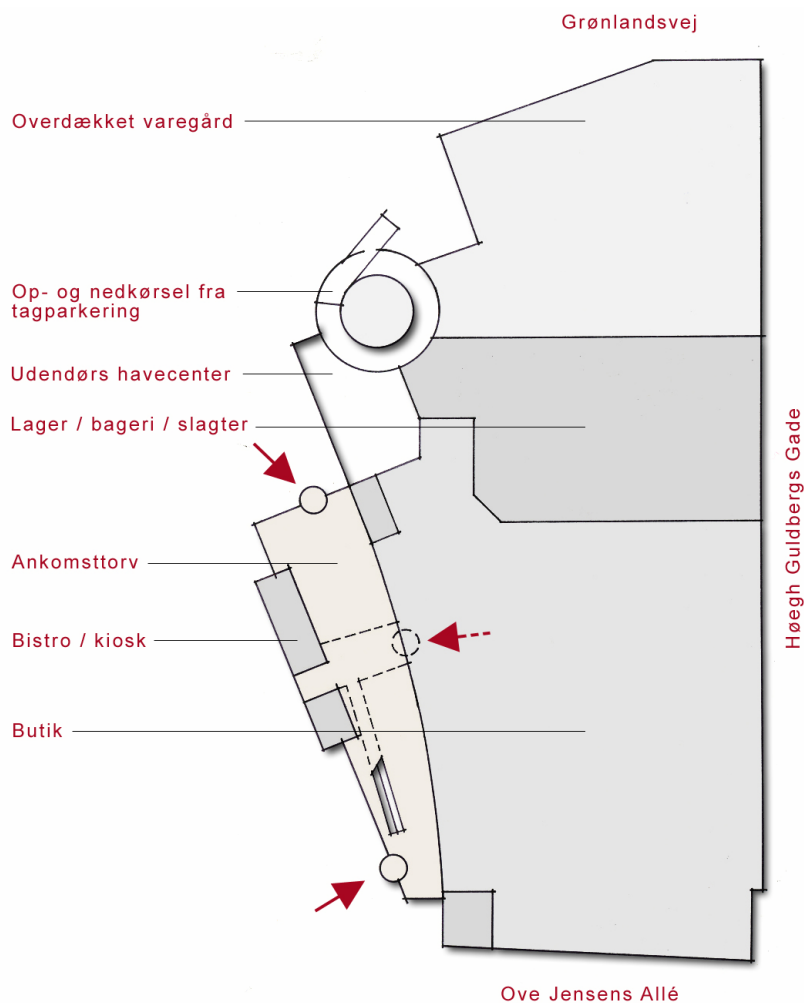 Grønlandsvej
Overdækket varegård
Op- og nedkørsel fra
tagparkering
Udendørs havecenter
Lager / bageri / slagter
Høegh Guldbergs Gade
Ankomsttorv
Bistro / kiosk
Butik
Ove Jensens Allé